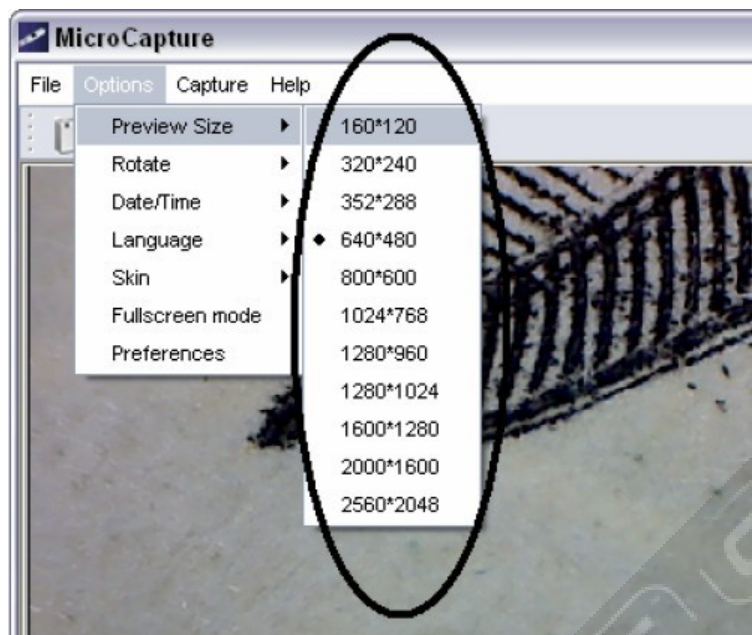 MicroCapture
File Options Capture Help
Preview Size
Rotate
Date/Time
Language
Skin
Fullscreen mode
Preferences
160*120
320*240
352*288
640*480
800*600
1024*768
1280*960
1280*1024
1600*1280
2000*1600
2560*2048